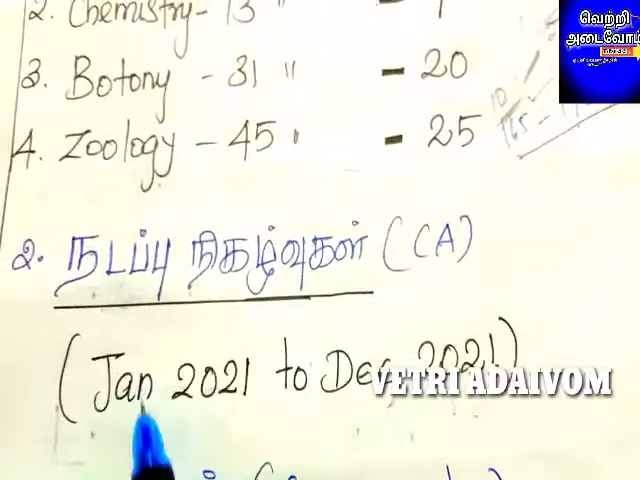 2. Chemistry - 13 "
வெற்றி
அடைவோம்
3. Botony - 31 " - 20
4. Zoology - 45 " - 25
165 -
2. நடப்பு நிகழ்வுகள் (CA)
(Jan 2021 to Dec 2021)
VETRI ADAIVOM